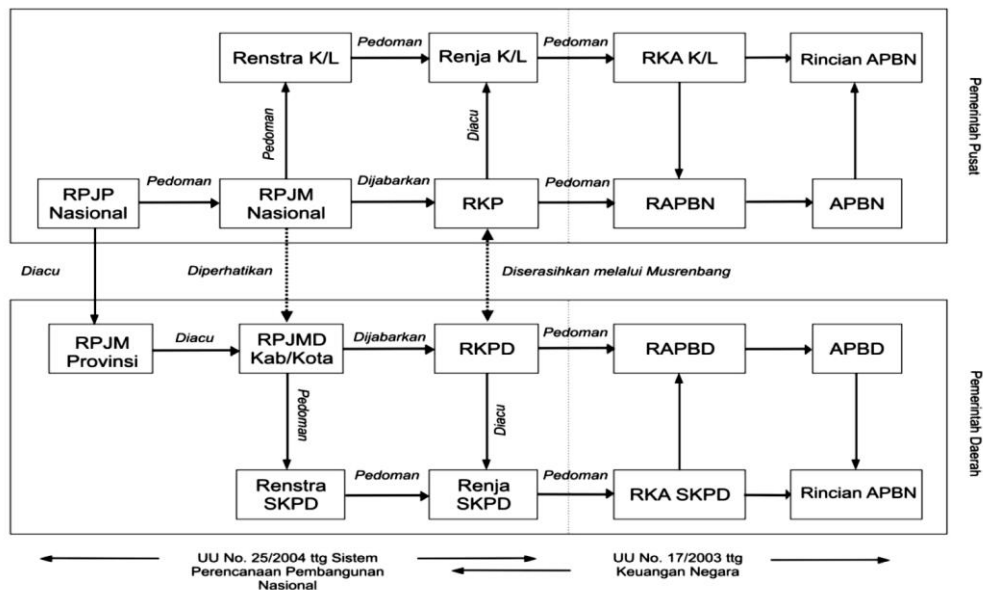 Renstra K/L
Pedoman
Renja K/L
Pedoman
RKA K/L
Rincian APBN
Pedoman
Diacu
RPJP
Nasional
Pedoman
RPJM
Nasional
Dijabarkan
RKP
Pedoman
RAPBN
APBN
Pemerintah Pusat
Diacu
Diperhatikan
Diserasihkan melalui Musrenbang
RPJM
Provinsi
Diacu
RPJMD
Kab/Kota
Dijabarkan
RKPD
Pedoman
RAPBD
APBD
Pedoman
Diacu
Renstra
SKPD
Pedoman
Renja
SKPD
Pedoman
RKA SKPD
Rincian APBN
Pemerintah Daerah
UU No. 25/2004 ttg Sistem
Perencanaan Pembangunan
Nasional
UU No. 17/2003 ttg
Keuangan Negara